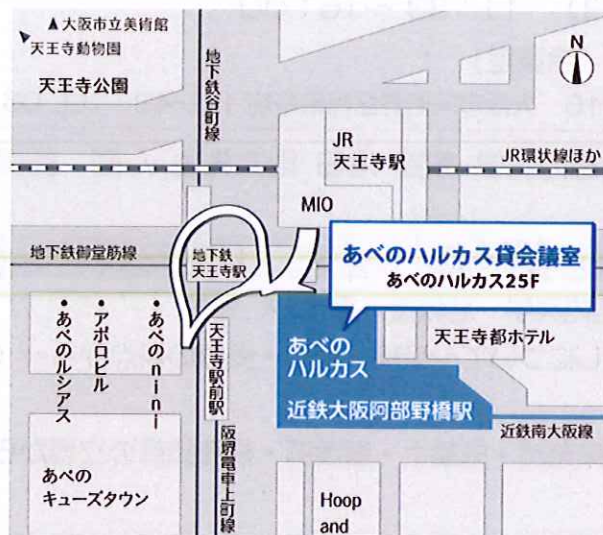 ▲大阪市立美術館
天王寺動物園
天王寺公園
地下鉄谷町線
N
JR
天王寺駅
JR環状線ほか
MIO
地下鉄御堂筋線
地下鉄
天王寺駅
あべのハルカス貸会議室
あべのハルカス25F
•あべのルシアス
•アポロビル
•あべのnini
天王寺駅前駅
あべの
ハルカス
天王寺都ホテル
近鉄大阪阿部野橋駅
近鉄南大阪線
阪堺電車上町線
あべの
キューズタウン
Hoop
and